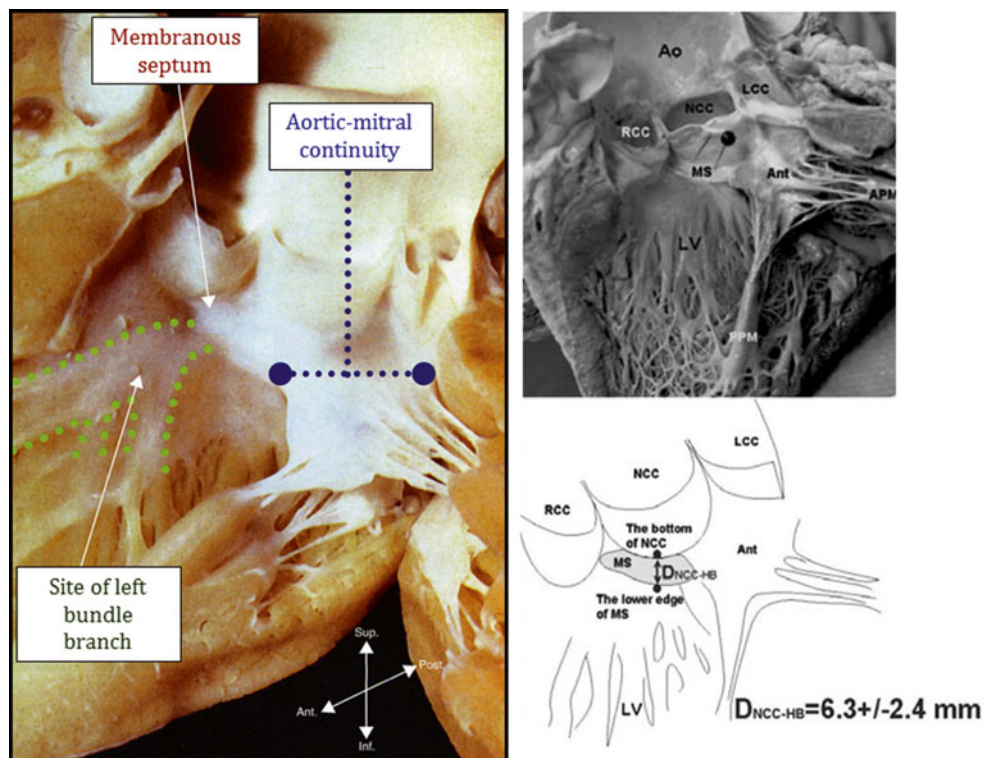 Membranous
septum
Aortic-mitral
continuity
Site of left
bundle
branch
Sup.
Post.
Ant.
Inf.
Ao
LCC
NCC
RCC
MS
Ant
APM
LV
PPM
LCC
NCC
RCC
The bottom
of NCC
Ant
MS
DNCC-HB
The lower edge
of MS
LV
DNCC-HB=6.3+/-2.4 mm